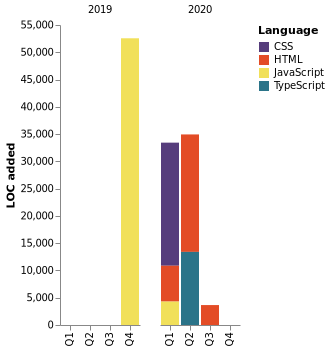 2019 2020
Language
CSS
HTML
JavaScript
TypeScript
LOC added
55,000
50,000
45,000
40,000
35,000
30,000
25,000
20,000
15,000
10,000
5,000
0
Q1 Q2 Q3 Q4 Q1 Q2 Q3 Q4